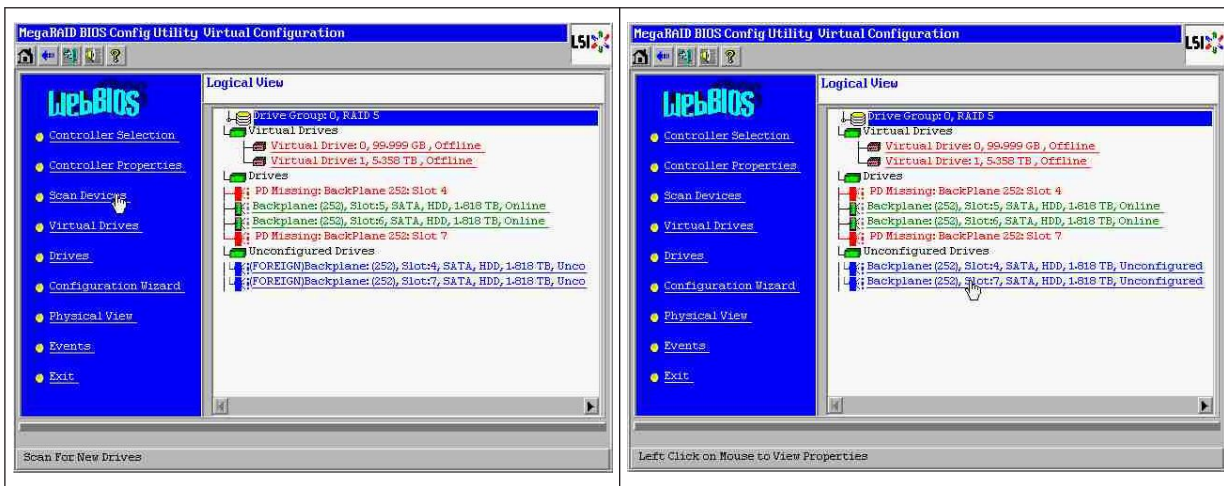 MegaRAID BIOS Config Utility Virtual Configuration
LSI
?
WebBIOS
Controller Selection
Controller Properties
Scan Devices
Virtual Drives
Drives
Configuration Wizard
Physical View
Events
Exit
Logical View
Drive Group: 0, RAID 5
Virtual Drives
Virtual Drive: 0, 99.999 GB , Offline
Virtual Drive: 1, 5.358 TB , Offline
Drives
PD Missing: BackPlane 252: Slot 4
Backplane: (252), Slot:5, SATA, HDD, 1.818 TB, Online
Backplane: (252), Slot:6, SATA, HDD, 1.818 TB, Online
PD Missing: BackPlane 252: Slot 7
Unconfigured Drives
(FOREIGN)Backplane: (252), Slot:4, SATA, HDD, 1.818 TB, Unco
(FOREIGN)Backplane: (252), Slot:7, SATA, HDD, 1.818 TB, Unco
Scan For New Drives
MegaRAID BIOS Config Utility Virtual Configuration
LSI
?
WebBIOS
Controller Selection
Controller Properties
Scan Devices
Virtual Drives
Drives
Configuration Wizard
Physical View
Events
Exit
Logical View
Drive Group: 0, RAID 5
Virtual Drives
Virtual Drive: 0, 99.999 GB , Offline
Virtual Drive: 1, 5.358 TB , Offline
Drives
PD Missing: BackPlane 252: Slot 4
Backplane: (252), Slot:5, SATA, HDD, 1.818 TB, Online
Backplane: (252), Slot:6, SATA, HDD, 1.818 TB, Online
PD Missing: BackPlane 252: Slot 7
Unconfigured Drives
Backplane: (252), Slot:4, SATA, HDD, 1.818 TB, Unconfigured
Backplane: (252), Slot:7, SATA, HDD, 1.818 TB, Unconfigured
Left Click on Mouse to View Properties